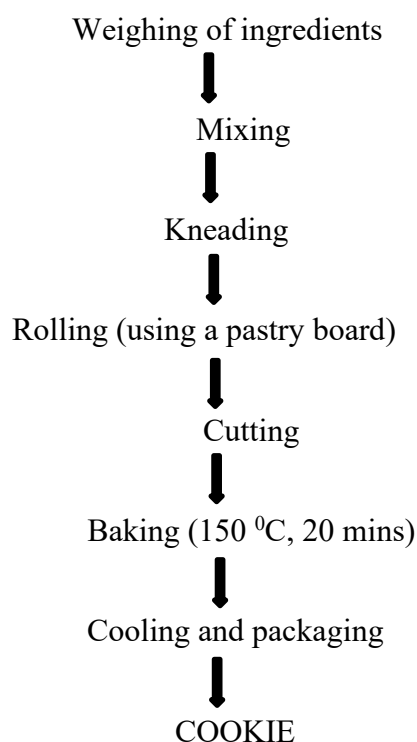 Weighing of ingredients
Mixing
Kneading
Rolling (using a pastry board)
Cutting
Baking (150 ⁰C, 20 mins)
Cooling and packaging
COOKIE